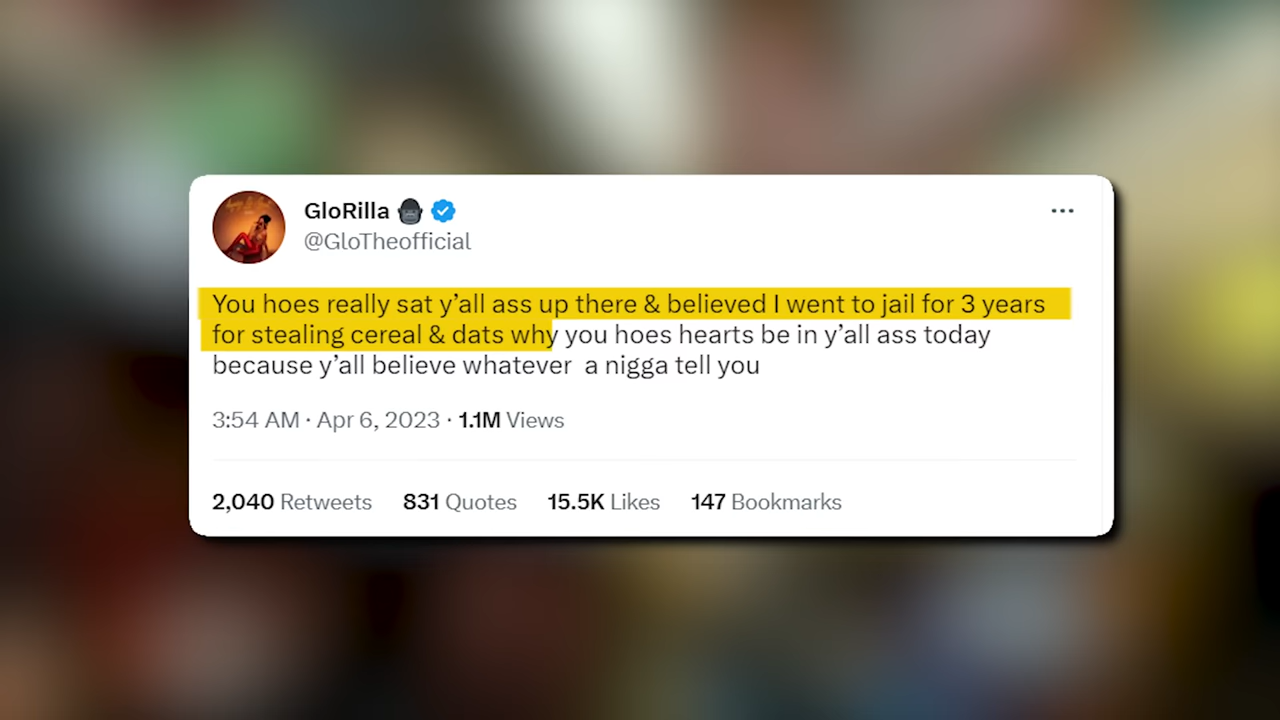 GloRilla 🦍
@GloTheofficial
You hoes really sat y’all ass up there & believed I went to jail for 3 years
for stealing cereal & dats why you hoes hearts be in y’all ass today
because y’all believe whatever  a nigga tell you
3:54 AM · Apr 6, 2023 · 1.1M Views
2,040 Retweets 831 Quotes 15.5K Likes 147 Bookmarks